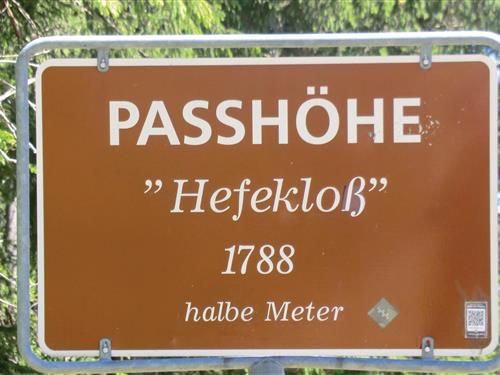 PASSHÖHE
”Hefekloß”
1788
halbe Meter